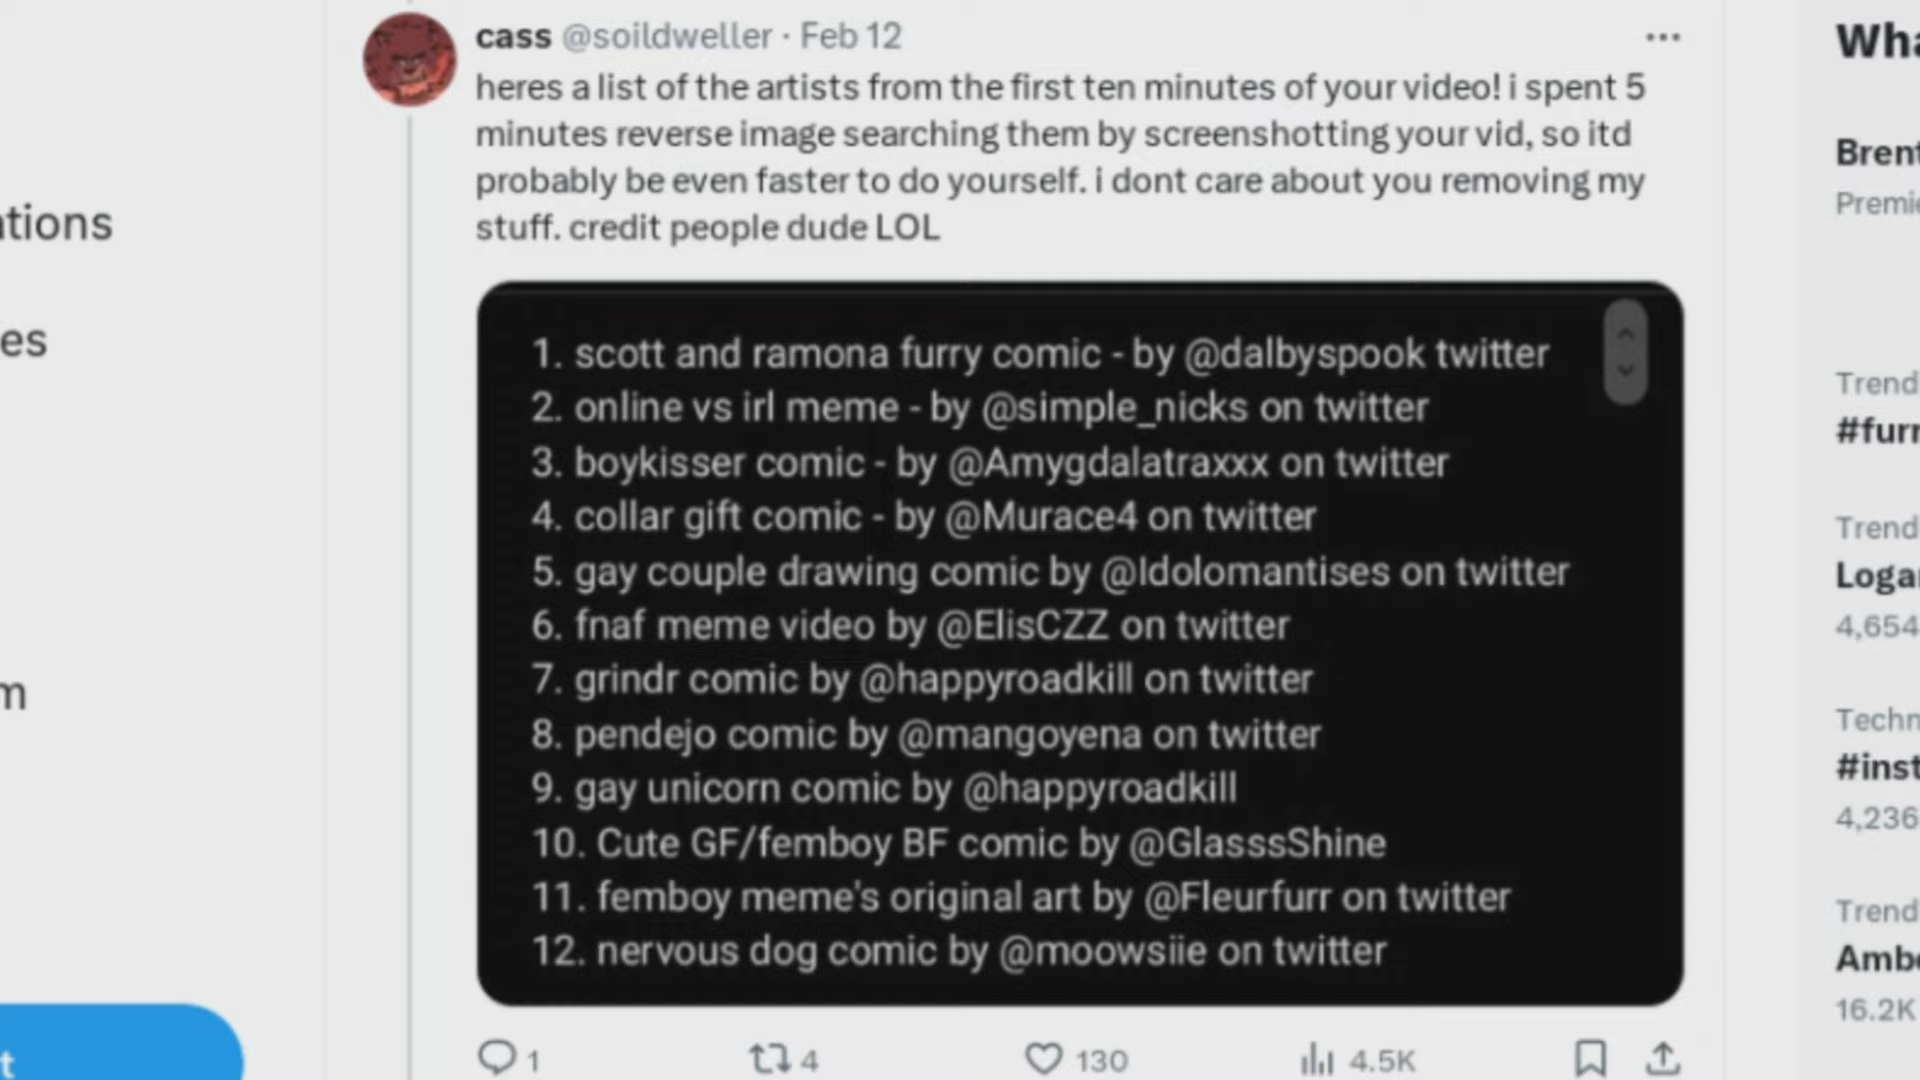 cass @soildweller · Feb 12
heres a list of the artists from the first ten minutes of your video! i spent 5
minutes reverse image searching them by screenshotting your vid, so itd
probably be even faster to do yourself. i dont care about you removing my
stuff. credit people dude LOL
1. scott and ramona furry comic - by @dalbyspook twitter
2. online vs irl meme - by @simple_nicks on twitter
3. boykisser comic - by @Amygdalatraxxx on twitter
4. collar gift comic - by @Murace4 on twitter
5. gay couple drawing comic by @Idolomantises on twitter
6. fnaf meme video by @ElisCZZ on twitter
7. grindr comic by @happyroadkill on twitter
8. pendejo comic by @mangoyena on twitter
9. gay unicorn comic by @happyroadkill
10. Cute GF/femboy BF comic by @GlasssShine
11. femboy meme's original art by @Fleurfurr on twitter
12. nervous dog comic by @moowsiie on twitter
1 4 130 4.5K
ations
es
m
t
Wha
Brent
Premie
Trend
#furr
Trend
Logan
4,654
Techn
#inst
4,236
Trend
Ambe
16.2K